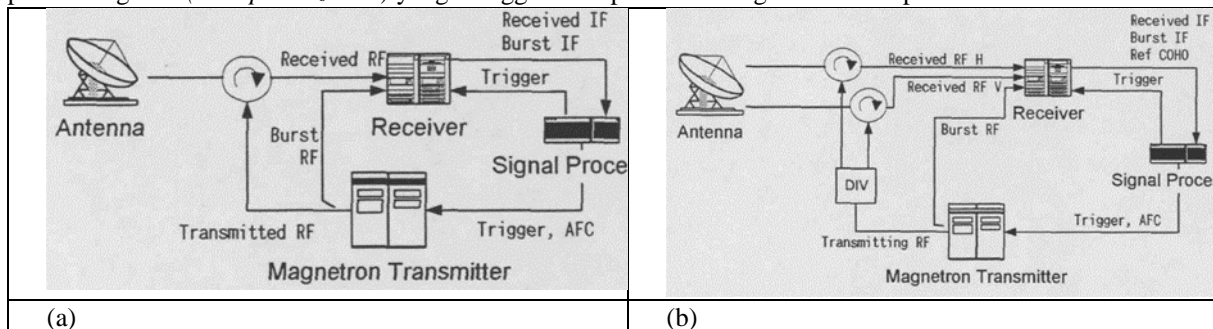 yang
Received IF
Burst IF
Received RF
Trigger
Antenna
Receiver
Burst
RF
Signal Proce
Transmitted RF
Trigger, AFC
Magnetron Transmitter
(a)
Received IF
Burst IF
Ref COHO
Received RF H
Trigger
Received RF V
Receiver
Antenna
Burst RF
DIV
Signal Proce
Trigger, AFC
Transmitting RF
Magnetron Transmitter
(b)